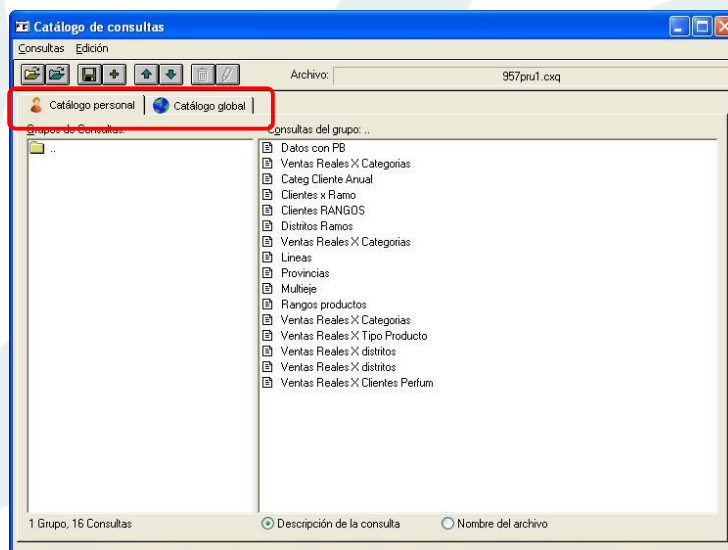 Catálogo de consultas
Consultas Edición
Archivo: 957pru1.cxq
Catálogo personal Catálogo global
Grupos de Consultas: Consultas del grupo: ..
..
Datos con PB
Ventas Reales X Categorias
Categ Cliente Anual
Clientes x Ramo
Clientes RANGOS
Distritos Ramos
Ventas Reales X Categorias
Lineas
Provincias
Multieje
Rangos productos
Ventas Reales X Categorias
Ventas Reales X Tipo Producto
Ventas Reales X distritos
Ventas Reales X distritos
Ventas Reales X Clientes Perfum
1 Grupo, 16 Consultas Descripción de la consulta Nombre del archivo